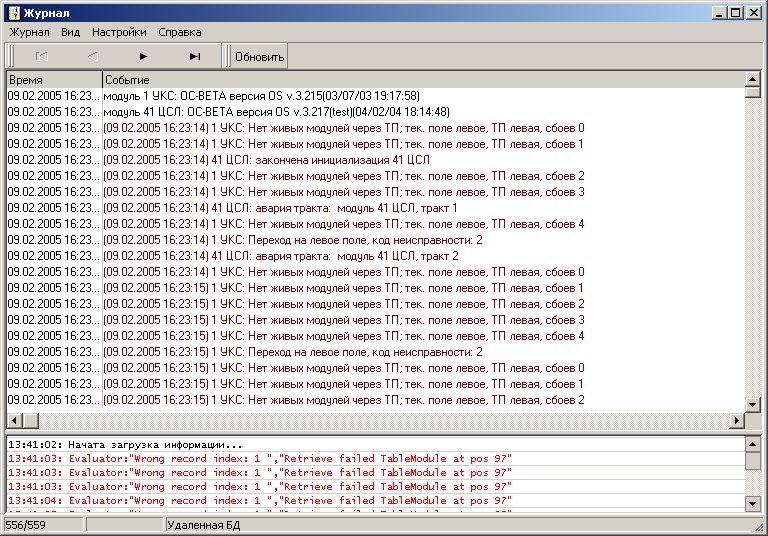 Журнал
Журнал Вид Настройки Справка
Обновить
Время Событие
09.02.2005 16:23... модуль 1 УКС: ОС-BETA версия OS v.3.215(03/07/03 19:17:58)
09.02.2005 16:23... модуль 41 ЦСЛ: ОС-BETA версия OS v.3.217(test)(04/02/04 18:14:48)
09.02.2005 16:23... (09.02.2005 16:23:14) 1 УКС: Нет живых модулей через ТП; тек. поле левое, ТП левая, сбоев 0
09.02.2005 16:23... (09.02.2005 16:23:14) 1 УКС: Нет живых модулей через ТП; тек. поле левое, ТП левая, сбоев 1
09.02.2005 16:23... (09.02.2005 16:23:14) 41 ЦСЛ: закончена инициализация 41 ЦСЛ
09.02.2005 16:23... (09.02.2005 16:23:14) 1 УКС: Нет живых модулей через ТП; тек. поле левое, ТП левая, сбоев 2
09.02.2005 16:23... (09.02.2005 16:23:14) 1 УКС: Нет живых модулей через ТП; тек. поле левое, ТП левая, сбоев 3
09.02.2005 16:23... (09.02.2005 16:23:14) 41 ЦСЛ: авария тракта: модуль 41 ЦСЛ, тракт 1
09.02.2005 16:23... (09.02.2005 16:23:14) 1 УКС: Нет живых модулей через ТП; тек. поле левое, ТП левая, сбоев 4
09.02.2005 16:23... (09.02.2005 16:23:14) 1 УКС: Переход на левое поле, код неисправности: 2
09.02.2005 16:23... (09.02.2005 16:23:14) 41 ЦСЛ: авария тракта: модуль 41 ЦСЛ, тракт 2
09.02.2005 16:23... (09.02.2005 16:23:14) 1 УКС: Нет живых модулей через ТП; тек. поле левое, ТП левая, сбоев 0
09.02.2005 16:23... (09.02.2005 16:23:15) 1 УКС: Нет живых модулей через ТП; тек. поле левое, ТП левая, сбоев 1
09.02.2005 16:23... (09.02.2005 16:23:15) 1 УКС: Нет живых модулей через ТП; тек. поле левое, ТП левая, сбоев 2
09.02.2005 16:23... (09.02.2005 16:23:15) 1 УКС: Нет живых модулей через ТП; тек. поле левое, ТП левая, сбоев 3
09.02.2005 16:23... (09.02.2005 16:23:15) 1 УКС: Нет живых модулей через ТП; тек. поле левое, ТП левая, сбоев 4
09.02.2005 16:23... (09.02.2005 16:23:15) 1 УКС: Переход на левое поле, код неисправности: 2
09.02.2005 16:23... (09.02.2005 16:23:15) 1 УКС: Нет живых модулей через ТП; тек. поле левое, ТП левая, сбоев 0
09.02.2005 16:23... (09.02.2005 16:23:15) 1 УКС: Нет живых модулей через ТП; тек. поле левое, ТП левая, сбоев 1
09.02.2005 16:23... (09.02.2005 16:23:15) 1 УКС: Нет живых модулей через ТП; тек. поле левое, ТП левая, сбоев 2
13:41:02: Начата загрузка информации...
13:41:03: Evaluator:"Wrong record index: 1 ","Retrieve failed TableModule at pos 97"
13:41:03: Evaluator:"Wrong record index: 1 ","Retrieve failed TableModule at pos 97"
13:41:03: Evaluator:"Wrong record index: 1 ","Retrieve failed TableModule at pos 97"
13:41:04: Evaluator:"Wrong record index: 1 ","Retrieve failed TableModule at pos 97"
556/559 Удаленная БД